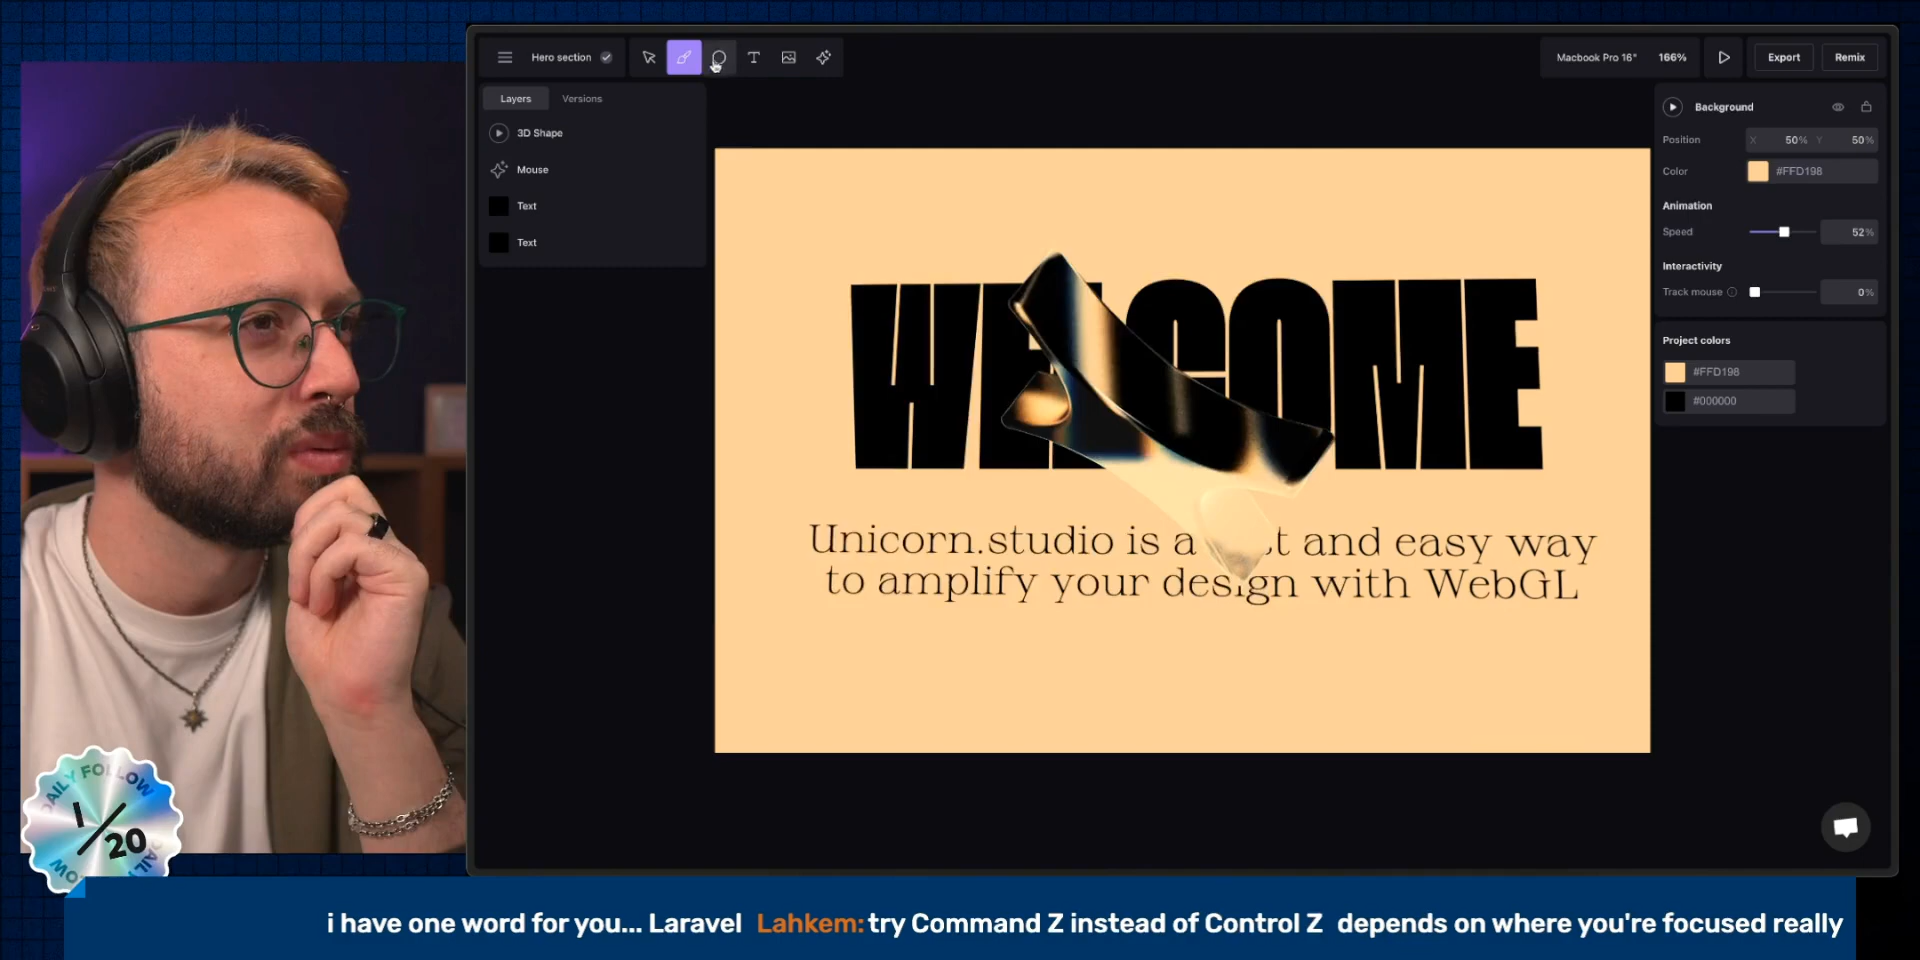 Hero section
T
Macbook Pro 16"
166%
Export
Remix
Layers
Versions
3D Shape
Mouse
Text
Text
WELCOME
Unicorn.studio is a and easy way
to amplify your design with WebGL
Background
Position
X 50% Y 50%
Color
#FFD198
Animation
Speed
52%
Interactivity
Track mouse
0%
Project colors
#FFD198
#000000
DAILY FOLLOW
1/20
DAILY
i have one word for you... Laravel Lahkem: try Command Z instead of Control Z depends on where you're focused really